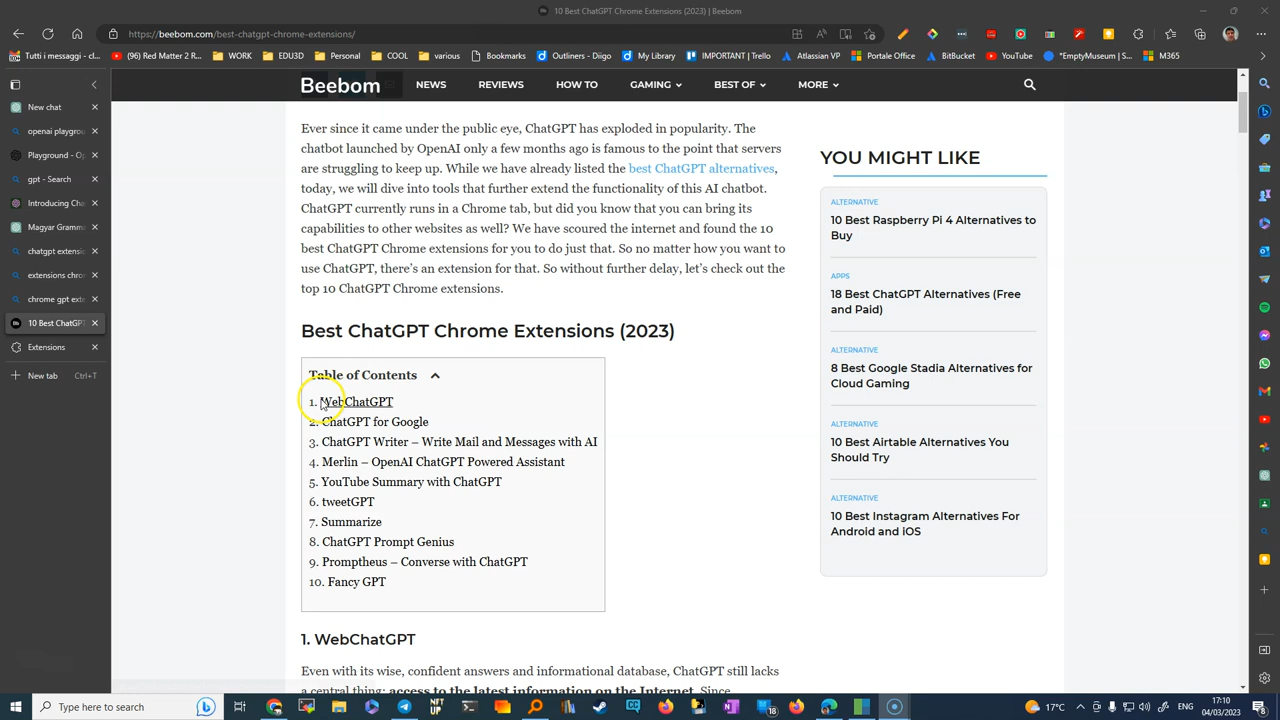 10 Best ChatGPT Chrome Extensions (2023) | Beebom
https://beebom.com/best-chatgpt-chrome-extensions/
Tutti i messaggi - c...
(96) Red Matter 2 R...
WORK
EDU3D
Personal
COOL
various
Bookmarks
Outliners - Diigo
My Library
IMPORTANT | Trello
Atlassian VP
Portale Office
BitBucket
YouTube
*EmptyMuseum | S...
M365
New chat
openai playgrou
Playground - Op
gpt - Search
Introducing Cha
Magyar Gramma
chatgpt extensic
extensions chro
chrome gpt exte
10 Best ChatGPT
Extensions
New tab Ctrl+T
Beebom
NEWS
REVIEWS
HOW TO
GAMING
BEST OF
MORE
Ever since it came under the public eye, ChatGPT has exploded in popularity. The
chatbot launched by OpenAI only a few months ago is famous to the point that servers
are struggling to keep up. While we have already listed the best ChatGPT alternatives,
today, we will dive into tools that further extend the functionality of this AI chatbot.
ChatGPT currently runs in a Chrome tab, but did you know that you can bring its
capabilities to other websites as well? We have scoured the internet and found the 10
best ChatGPT Chrome extensions for you to do just that. So no matter how you want to
use ChatGPT, there's an extension for that. So without further delay, let's check out the
top 10 ChatGPT Chrome extensions.
Best ChatGPT Chrome Extensions (2023)
Table of Contents
1. WebChatGPT
2. ChatGPT for Google
3. ChatGPT Writer – Write Mail and Messages with AI
4. Merlin – OpenAI ChatGPT Powered Assistant
5. YouTube Summary with ChatGPT
6. tweetGPT
7. Summarize
8. ChatGPT Prompt Genius
9. Promptheus – Converse with ChatGPT
10. Fancy GPT
1. WebChatGPT
Even with its wise, confident answers and informational database, ChatGPT still lacks
a central thing: access to the latest information on the Internet. Since
YOU MIGHT LIKE
ALTERNATIVE
10 Best Raspberry Pi 4 Alternatives to
Buy
APPS
18 Best ChatGPT Alternatives (Free
and Paid)
ALTERNATIVE
8 Best Google Stadia Alternatives for
Cloud Gaming
ALTERNATIVE
10 Best Airtable Alternatives You
Should Try
ALTERNATIVE
10 Best Instagram Alternatives For
Android and iOS
Type here to search
17°C
ENG
17:10
04/03/2023